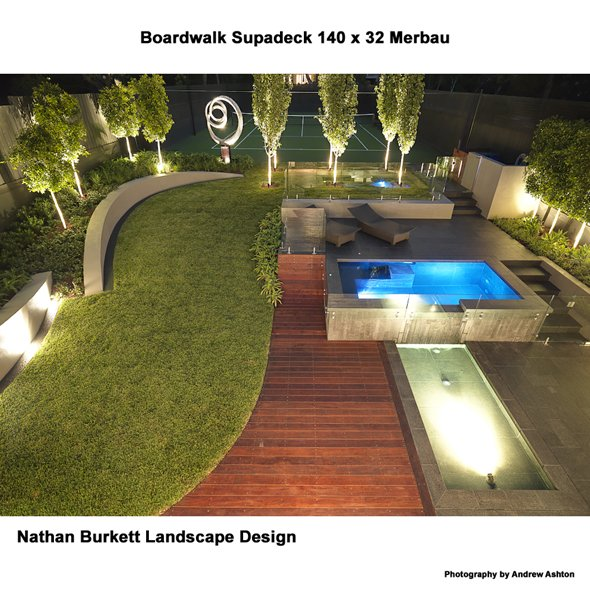 Boardwalk Supadeck 140 x 32 Merbau
Nathan Burkett Landscape Design
Photography by Andrew Ashton